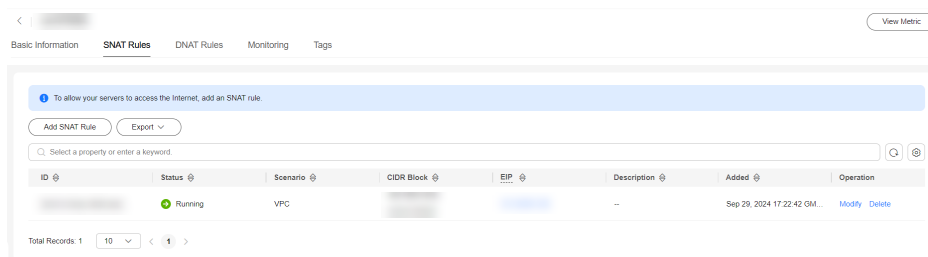 View Metric
Basic Information SNAT Rules DNAT Rules Monitoring Tags
To allow your servers to access the Internet, add an SNAT rule.
Add SNAT Rule Export
Select a property or enter a keyword.
ID Status Scenario CIDR Block EIP Description Added Operation
Running VPC -- Sep 29, 2024 17:22:42 GM... Modify Delete
Total Records: 1 10 1